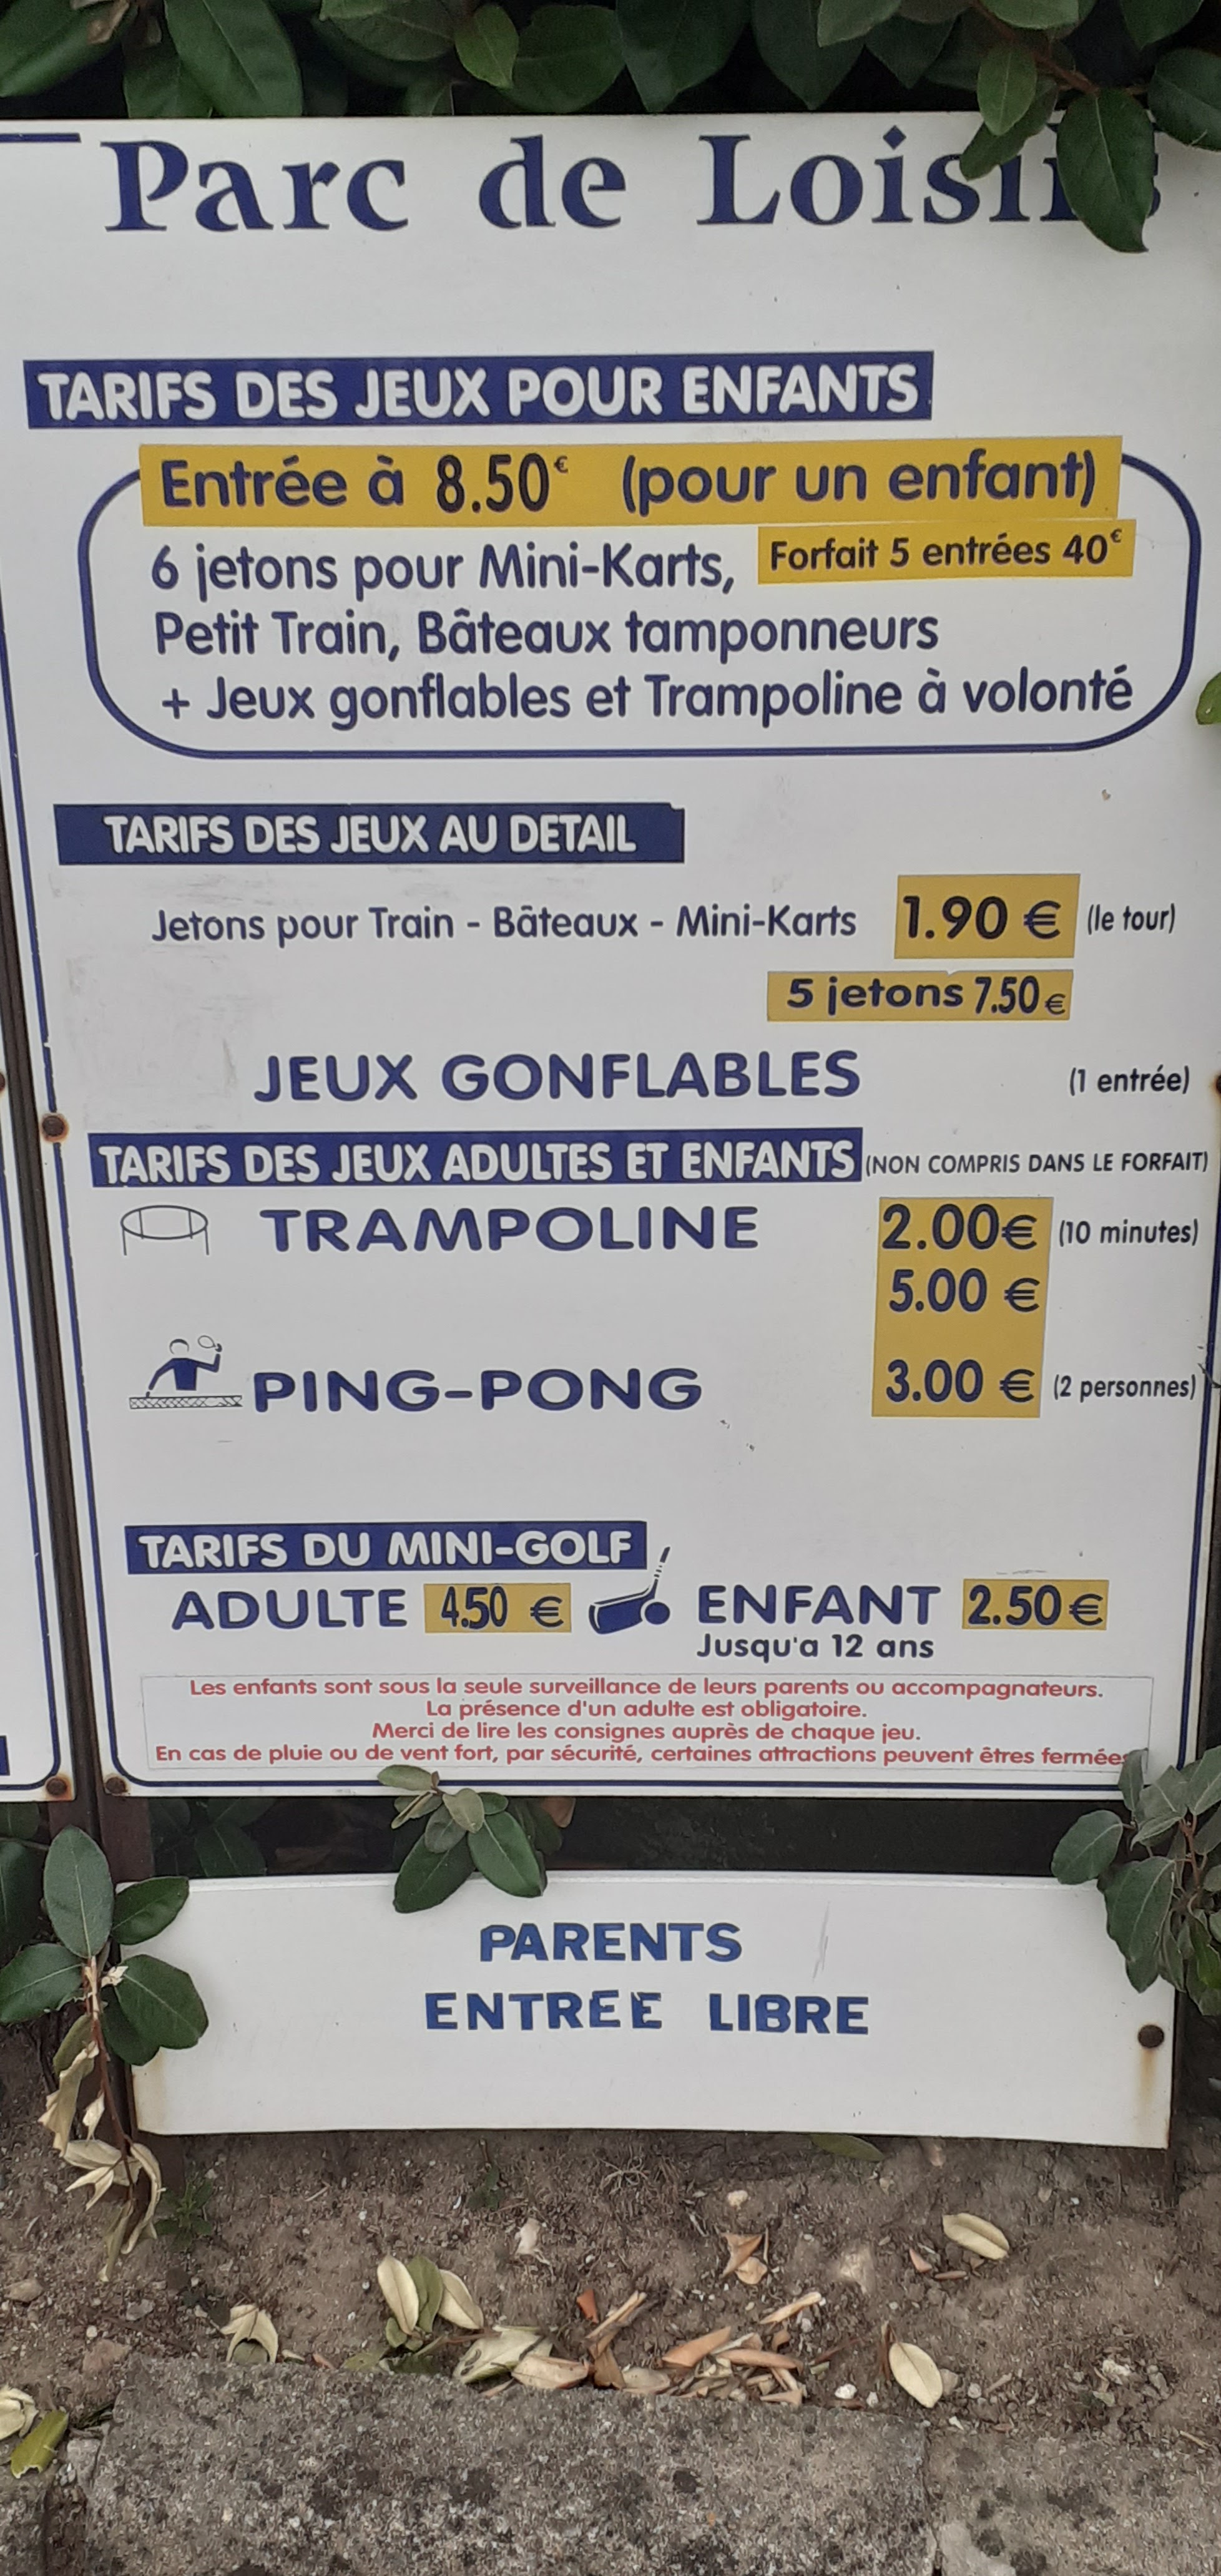 Parc de Loisirs
TARIFS DES JEUX POUR ENFANTS
Entrée à 8.50€ (pour un enfant)
6 jetons pour Mini-Karts, Forfait 5 entrées 40€
Petit Train, Bâteaux tamponneurs
+ Jeux gonflables et Trampoline à volonté
TARIFS DES JEUX AU DETAIL
Jetons pour Train - Bâteaux - Mini-Karts 1.90 € (le tour)
5 jetons 7.50 €
JEUX GONFLABLES (1 entrée)
TARIFS DES JEUX ADULTES ET ENFANTS (NON COMPRIS DANS LE FORFAIT)
TRAMPOLINE 2.00€ (10 minutes)
5.00 €
PING-PONG 3.00 € (2 personnes)
TARIFS DU MINI-GOLF
ADULTE 4.50 € ENFANT 2.50 €
Jusqu'a 12 ans
Les enfants sont sous la seule surveillance de leurs parents ou accompagnateurs.
La présence d'un adulte est obligatoire.
Merci de lire les consignes auprès de chaque jeu.
En cas de pluie ou de vent fort, par sécurité, certaines attractions peuvent êtres fermées
PARENTS
ENTREE LIBRE